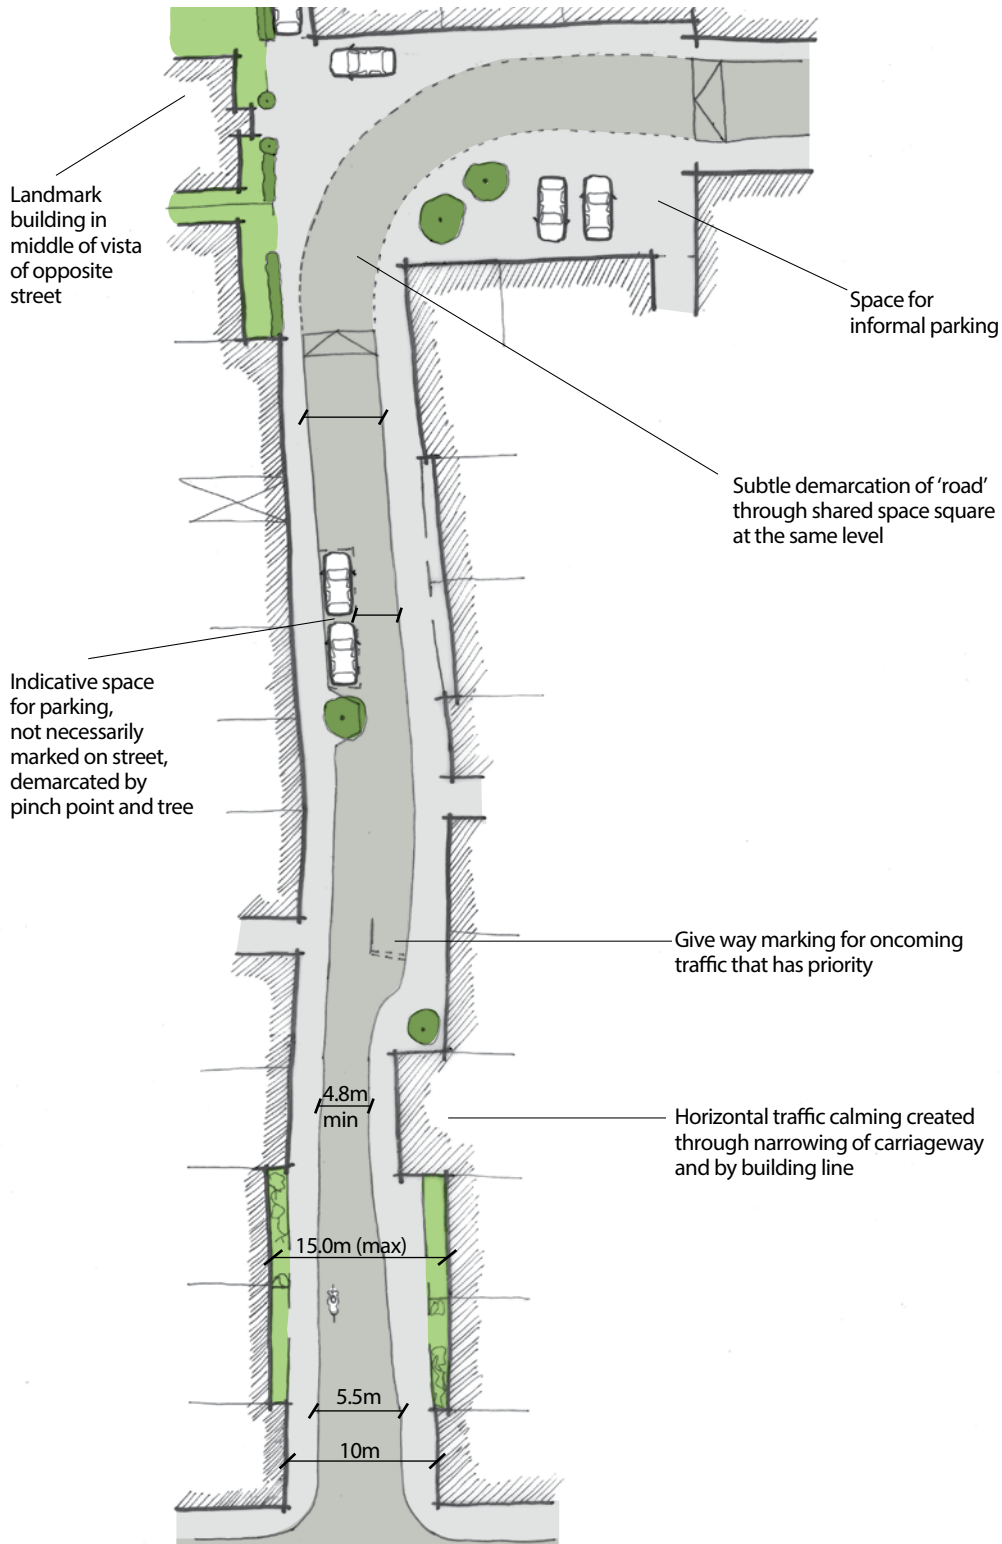 Landmark
building in
middle of vista
of opposite
street
Space for
informal parking
Subtle demarcation of ‘road’
through shared space square
at the same level
Indicative space
for parking,
not necessarily
marked on street,
demarcated by
pinch point and tree
Give way marking for oncoming
traffic that has priority
4.8m
min
Horizontal traffic calming created
through narrowing of carriageway
and by building line
15.0m (max)
5.5m
10m